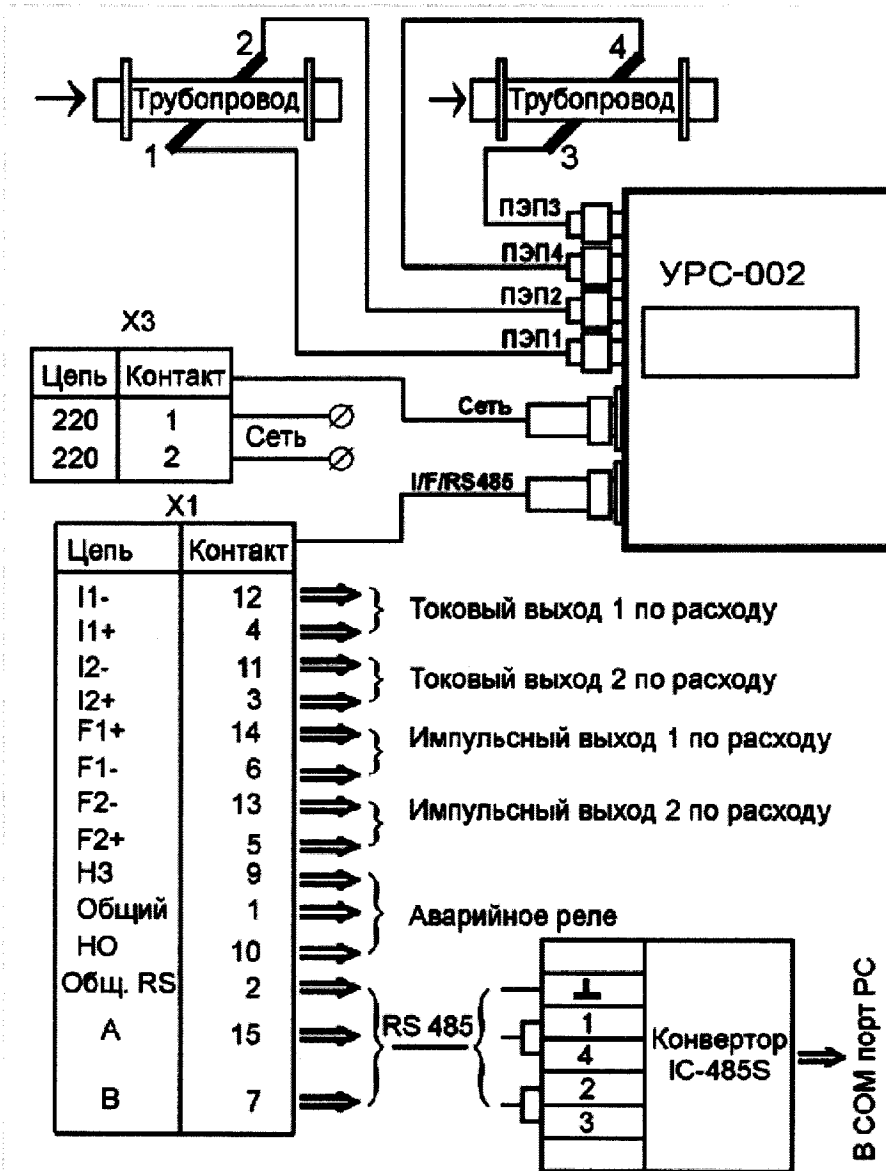 2
4
Трубопровод
Трубопровод
1
3
ПЭП3
ПЭП4
ПЭП2
ПЭП1
УРС-002
X3
Цепь Контакт
220 1
220 2
Сеть
Сеть
I/F/RS485
X1
Цепь Контакт
I1- 12
I1+ 4
Токовый выход 1 по расходу
I2- 11
I2+ 3
Токовый выход 2 по расходу
F1+ 14
F1- 6
Импульсный выход 1 по расходу
F2- 13
F2+ 5
Импульсный выход 2 по расходу
НЗ 9
Общий 1
НО 10
Аварийное реле
Общ. RS 2
A 15
B 7
RS 485
1
4
2
3
Конвертор
IC-485S
В COM порт PC